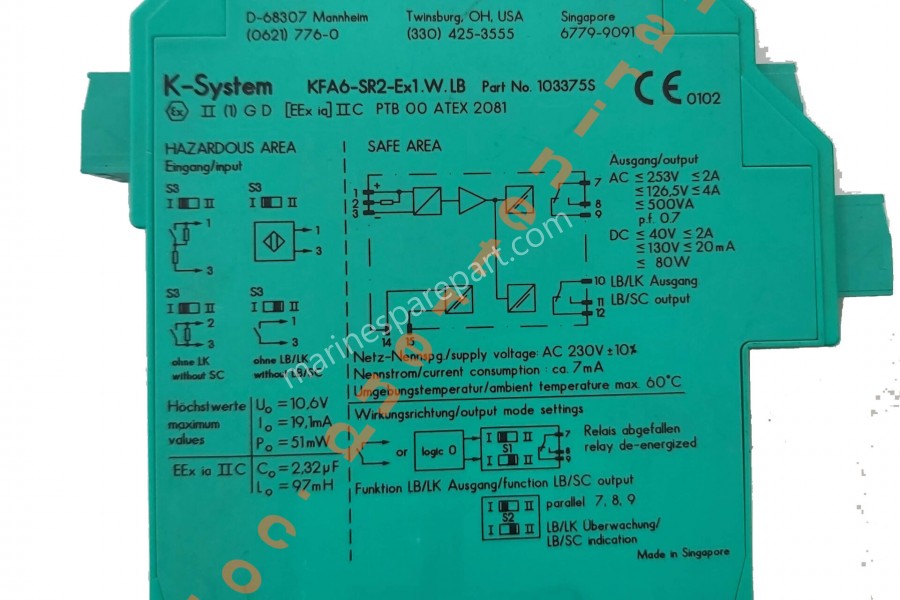 D-68307 Mannheim
(0621) 776-0
Twinsburg, OH, USA
(330) 425-3555
Singapore
6779-9091
K-System KFA6-SR2-Ex1.W.LB Part No. 103375S
Ex II (1) G D [EEx ia] IIC PTB 00 ATEX 2081
CE 0102
HAZARDOUS AREA
Eingang/input
SAFE AREA
S3
I II
S3
I II
1
3
1
3
S3
I II
S3
I II
2
3
1
3
ohne LK
without SC
ohne LB/LK
without LB/SC
1 +
2
3 –
7
8
9
10
11
12
14 15
Ausgang/output
AC ≤ 253V ≤ 2A
≤ 126,5V ≤ 4A
≤ 500VA
p.f. 0.7
DC ≤ 40V ≤ 2A
≤ 130V ≤ 20mA
≤ 80W
LB/LK Ausgang
LB/SC output
Netz-Nennspg./supply voltage: AC 230V ±10%
Nennstrom/current consumption : ca. 7mA
Umgebungstemperatur/ambient temperature max. 60°C
Höchstwerte
maximum
values
Uo = 10,6V
Io = 19,1mA
Po = 51mW
EEx ia IIC
Co = 2,32µF
Lo = 97mH
Wirkungsrichtung/output mode settings
or
logic 0
I II
S1
I II
7
8
9
Relais abgefallen
relay de-energized
Funktion LB/LK Ausgang/function LB/SC output
I II
S2
I II
parallel 7, 8, 9
LB/LK Überwachung/
LB/SC indication
Made in Singapore
marinesparepart.com